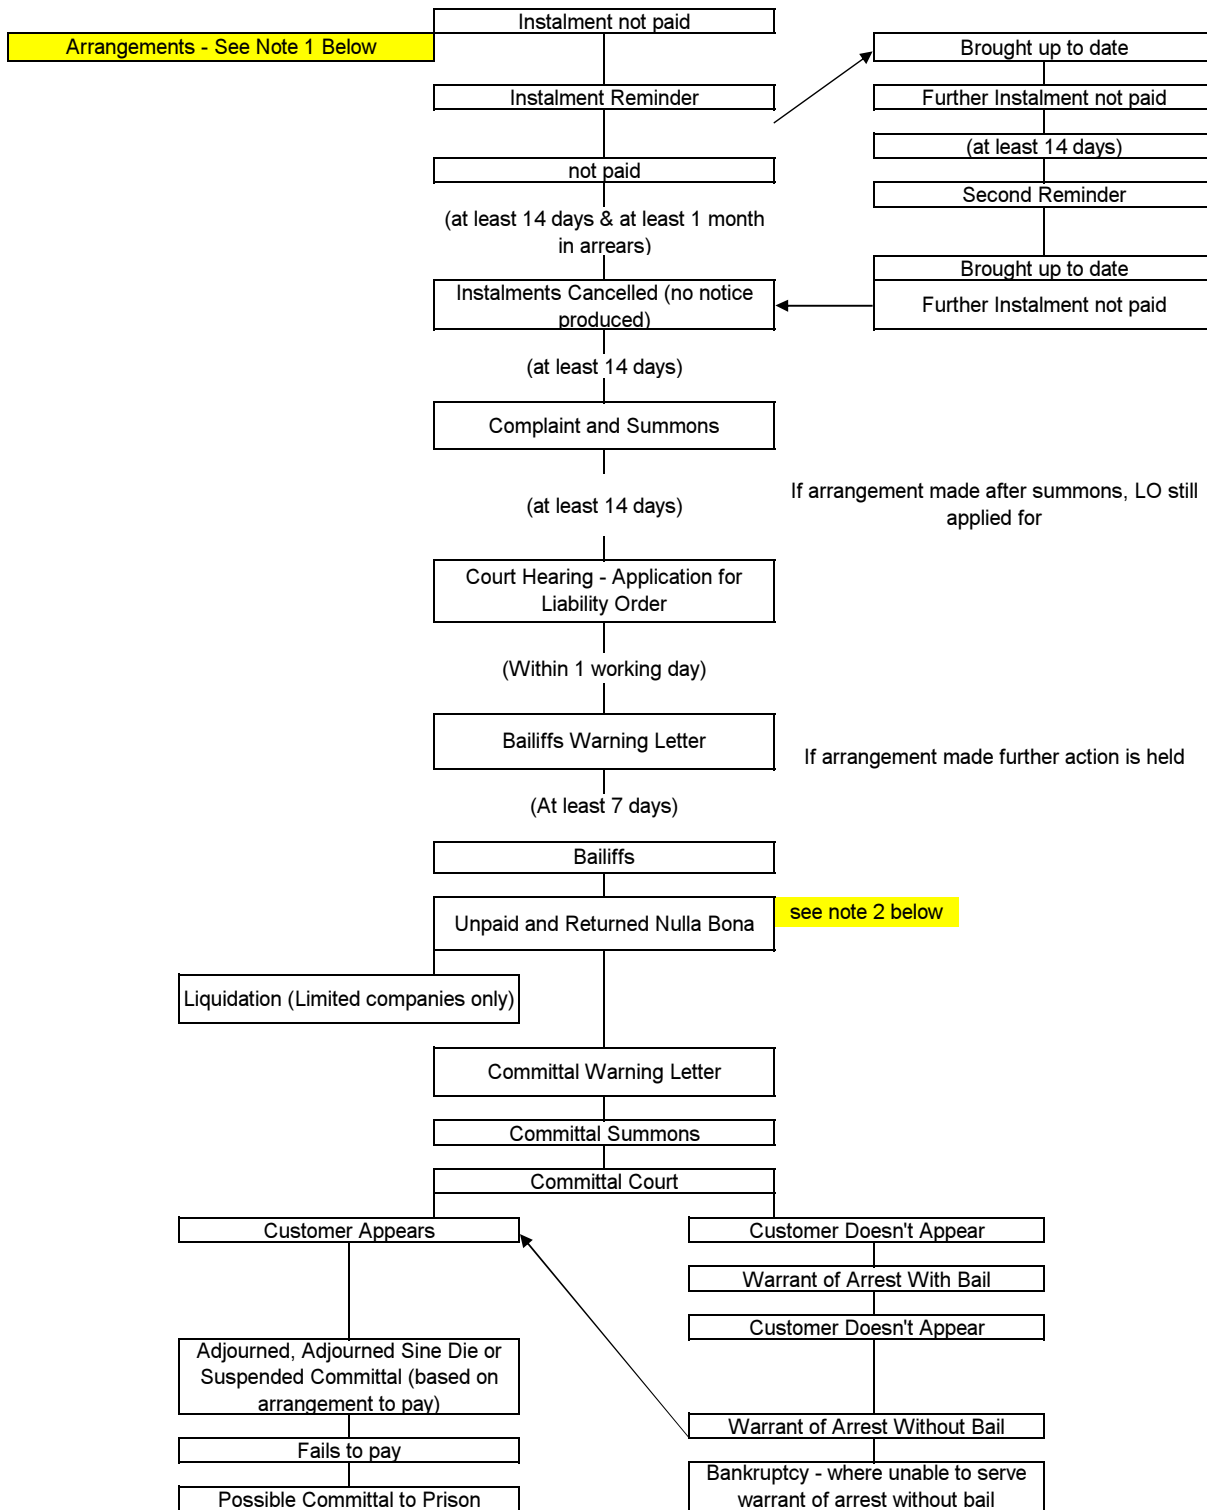 Instalment not paid
Arrangements - See Note 1 Below
Brought up to date
Instalment Reminder
Further Instalment not paid
(at least 14 days)
not paid
Second Reminder
(at least 14 days & at least 1 month
in arrears)
Brought up to date
Instalments Cancelled (no notice
produced)
Further Instalment not paid
(at least 14 days)
Complaint and Summons
If arrangement made after summons, LO still
applied for
(at least 14 days)
Court Hearing - Application for
Liability Order
(Within 1 working day)
Bailiffs Warning Letter
If arrangement made further action is held
(At least 7 days)
Bailiffs
Unpaid and Returned Nulla Bona
see note 2 below
Liquidation (Limited companies only)
Committal Warning Letter
Committal Summons
Committal Court
Customer Appears
Customer Doesn't Appear
Warrant of Arrest With Bail
Customer Doesn't Appear
Adjourned, Adjourned Sine Die or
Suspended Committal (based on
arrangement to pay)
Warrant of Arrest Without Bail
Fails to pay
Bankruptcy - where unable to serve
warrant of arrest without bail
Possible Committal to Prison